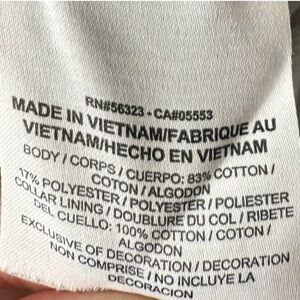 RN#56323 - CA#05553
MADE IN VIETNAM/FABRIQUE AU
VIETNAM/HECHO EN VIETNAM
BODY / CORPS / CUERPO: 83% COTTON /
COTON / ALGODON
17% POLYESTER / POLYESTER / POLIESTER
COLLAR LINING / DOUBLURE DU COL / RIBETE
DEL CUELLO: 100% COTTON / COTON /
ALGODON
EXCLUSIVE OF DECORATION / DECORATION
NON COMPRISE / NO INCLUYE LA
DECORACION